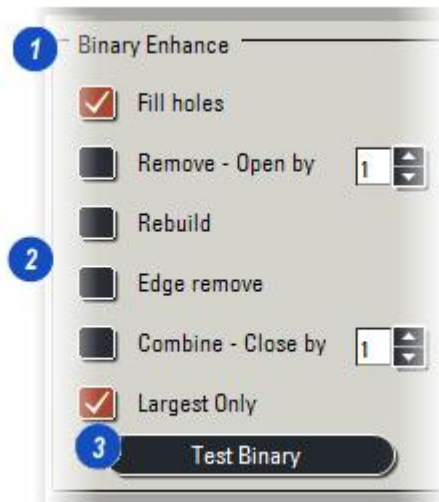 1 Binary Enhance
Fill holes
Remove - Open by 1
Rebuild
2
Edge remove
Combine - Close by 1
Largest Only
3 Test Binary